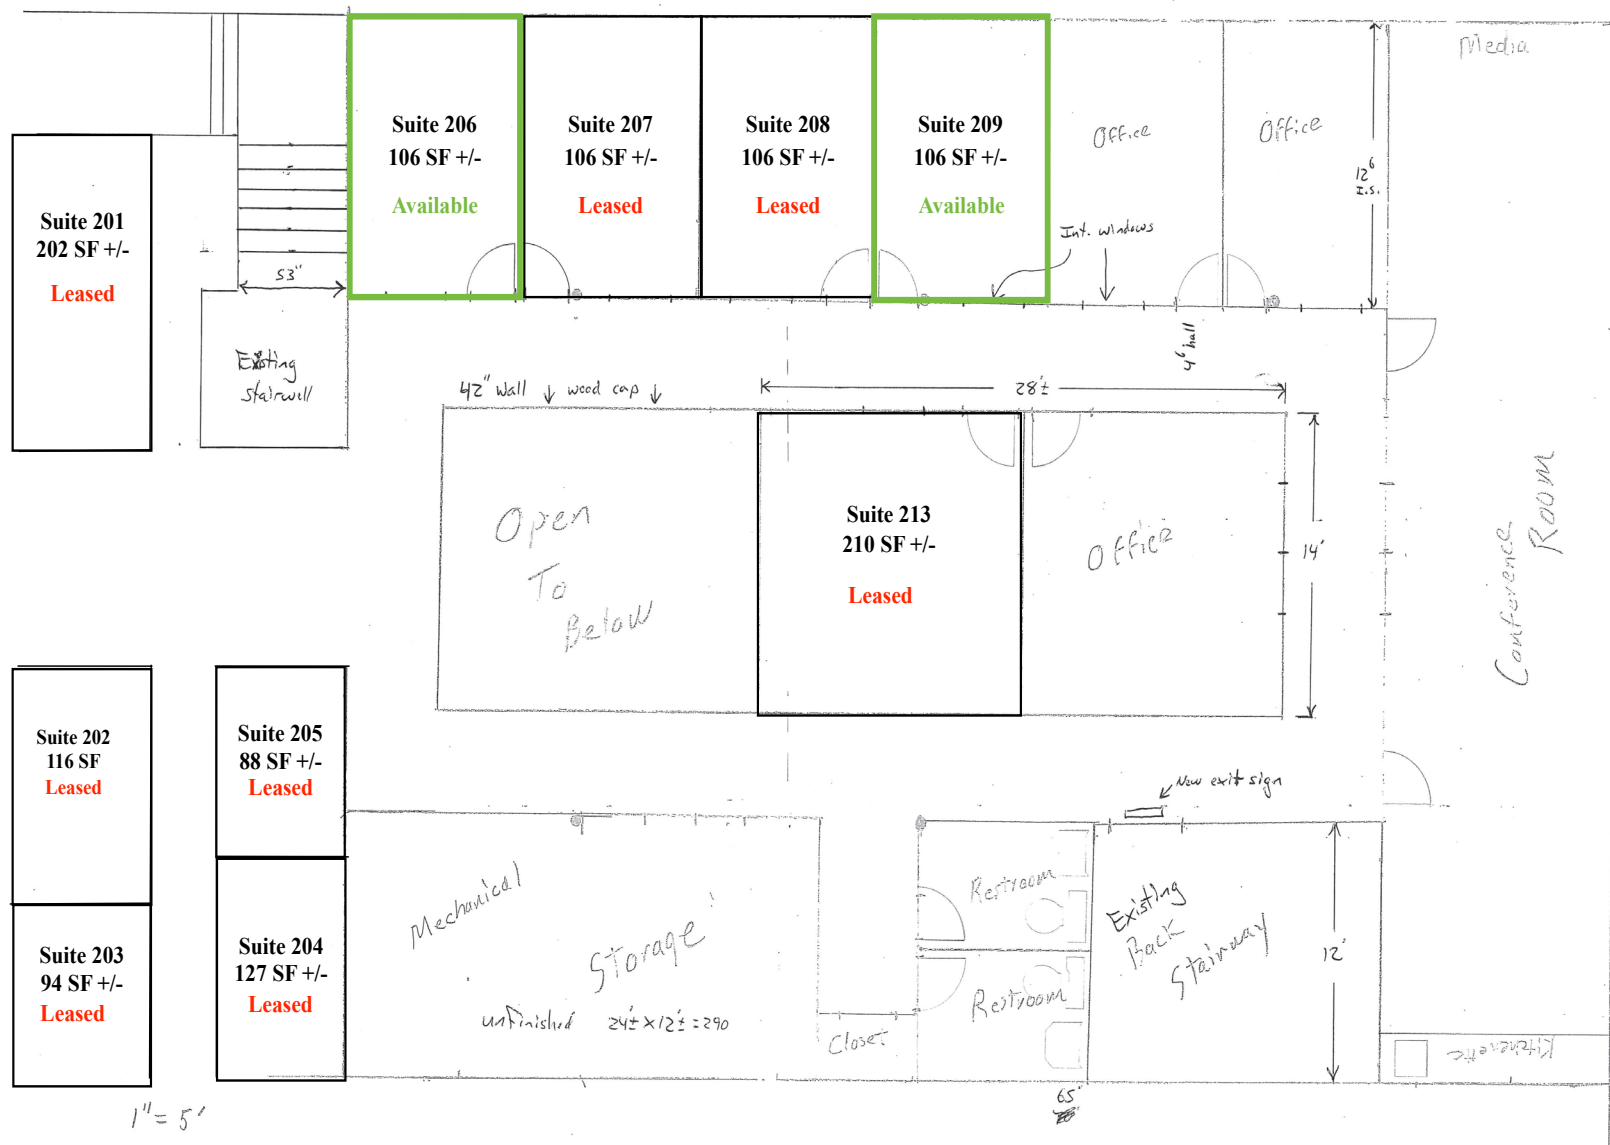 Media
Suite 206
106 SF +/-
Available
Suite 207
106 SF +/-
Leased
Suite 208
106 SF +/-
Leased
Suite 209
106 SF +/-
Available
Office
Office
12⁶
I.S.
Int. windows
Suite 201
202 SF +/-
Leased
53"
Existing
stairwell
4⁶ hall
42" wall ↓ wood cap ↓
28'±
Open
To
Below
Suite 213
210 SF +/-
Leased
Office
14'
Conference
Room
Suite 202
116 SF
Leased
Suite 205
88 SF +/-
Leased
New exit sign
Suite 203
94 SF +/-
Leased
Suite 204
127 SF +/-
Leased
Mechanical
Storage
unfinished 24'± X 12'± = 290
Closet
Restroom
Restroom
Existing
Back
Stairway
12'
Kitchenette
65'
1" = 5'